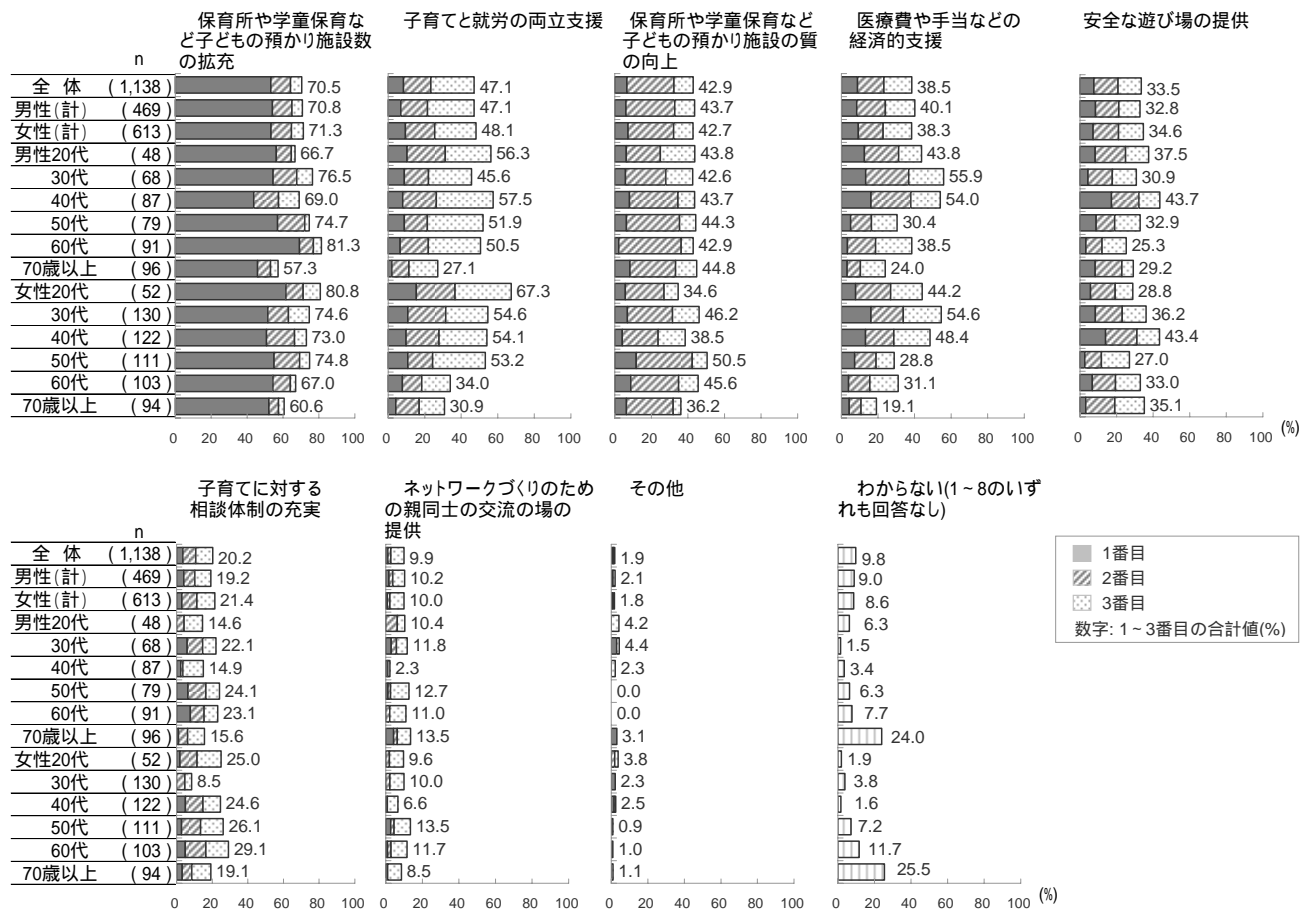 保育所や学童保育な
ど子どもの預かり施設数
の拡充
子育てと就労の両立支援
保育所や学童保育など
子どもの預かり施設の質
の向上
医療費や手当などの
経済的支援
安全な遊び場の提供
n
全 体 ( 1,138 ) 70.5 47.1 42.9 38.5 33.5
男性(計) ( 469 ) 70.8 47.1 43.7 40.1 32.8
女性(計) ( 613 ) 71.3 48.1 42.7 38.3 34.6
男性20代 ( 48 ) 66.7 56.3 43.8 43.8 37.5
30代 ( 68 ) 76.5 45.6 42.6 55.9 30.9
40代 ( 87 ) 69.0 57.5 43.7 54.0 43.7
50代 ( 79 ) 74.7 51.9 44.3 30.4 32.9
60代 ( 91 ) 81.3 50.5 42.9 38.5 25.3
70歳以上 ( 96 ) 57.3 27.1 44.8 24.0 29.2
女性20代 ( 52 ) 80.8 67.3 34.6 44.2 28.8
30代 ( 130 ) 74.6 54.6 46.2 54.6 36.2
40代 ( 122 ) 73.0 54.1 38.5 48.4 43.4
50代 ( 111 ) 74.8 53.2 50.5 28.8 27.0
60代 ( 103 ) 67.0 34.0 45.6 31.1 33.0
70歳以上 ( 94 ) 60.6 30.9 36.2 19.1 35.1
0 20 40 60 80 100 0 20 40 60 80 100 0 20 40 60 80 100 0 20 40 60 80 100 0 20 40 60 80 100 (%)
子育てに対する
相談体制の充実
ネットワークづくりのため
の親同士の交流の場の
提供
その他
わからない(1~8のいず
れも回答なし)
n
全 体 ( 1,138 ) 20.2 9.9 1.9 9.8
男性(計) ( 469 ) 19.2 10.2 2.1 9.0
女性(計) ( 613 ) 21.4 10.0 1.8 8.6
男性20代 ( 48 ) 14.6 10.4 4.2 6.3
30代 ( 68 ) 22.1 11.8 4.4 1.5
40代 ( 87 ) 14.9 2.3 2.3 3.4
50代 ( 79 ) 24.1 12.7 0.0 6.3
60代 ( 91 ) 23.1 11.0 0.0 7.7
70歳以上 ( 96 ) 15.6 13.5 3.1 24.0
女性20代 ( 52 ) 25.0 9.6 3.8 1.9
30代 ( 130 ) 8.5 10.0 2.3 3.8
40代 ( 122 ) 24.6 6.6 2.5 1.6
50代 ( 111 ) 26.1 13.5 0.9 7.2
60代 ( 103 ) 29.1 11.7 1.0 11.7
70歳以上 ( 94 ) 19.1 8.5 1.1 25.5
0 20 40 60 80 100 0 20 40 60 80 100 0 20 40 60 80 100 0 20 40 60 80 100 (%)
1番目
2番目
3番目
数字: 1~3番目の合計値(%)